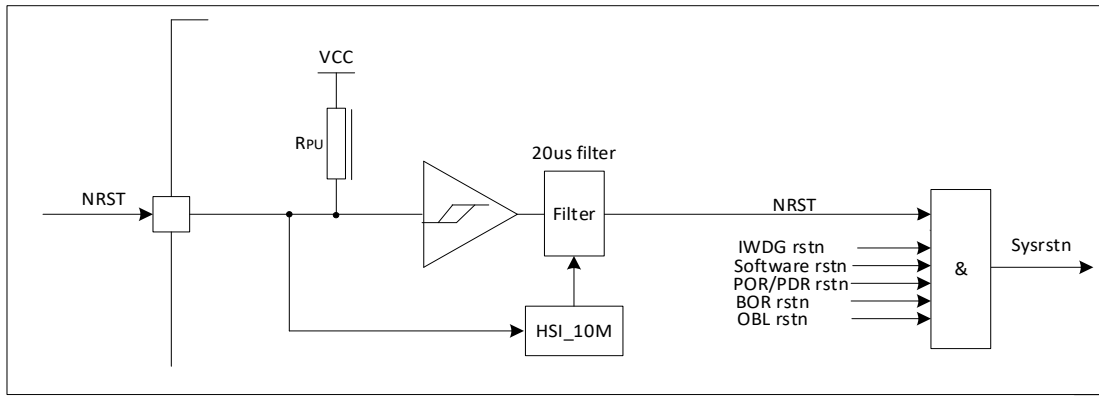 VCC
RPU
20us filter
NRST
Filter
NRST
IWDG rstn
Software rstn
POR/PDR rstn
BOR rstn
OBL rstn
&
Sysrstn
HSI_10M